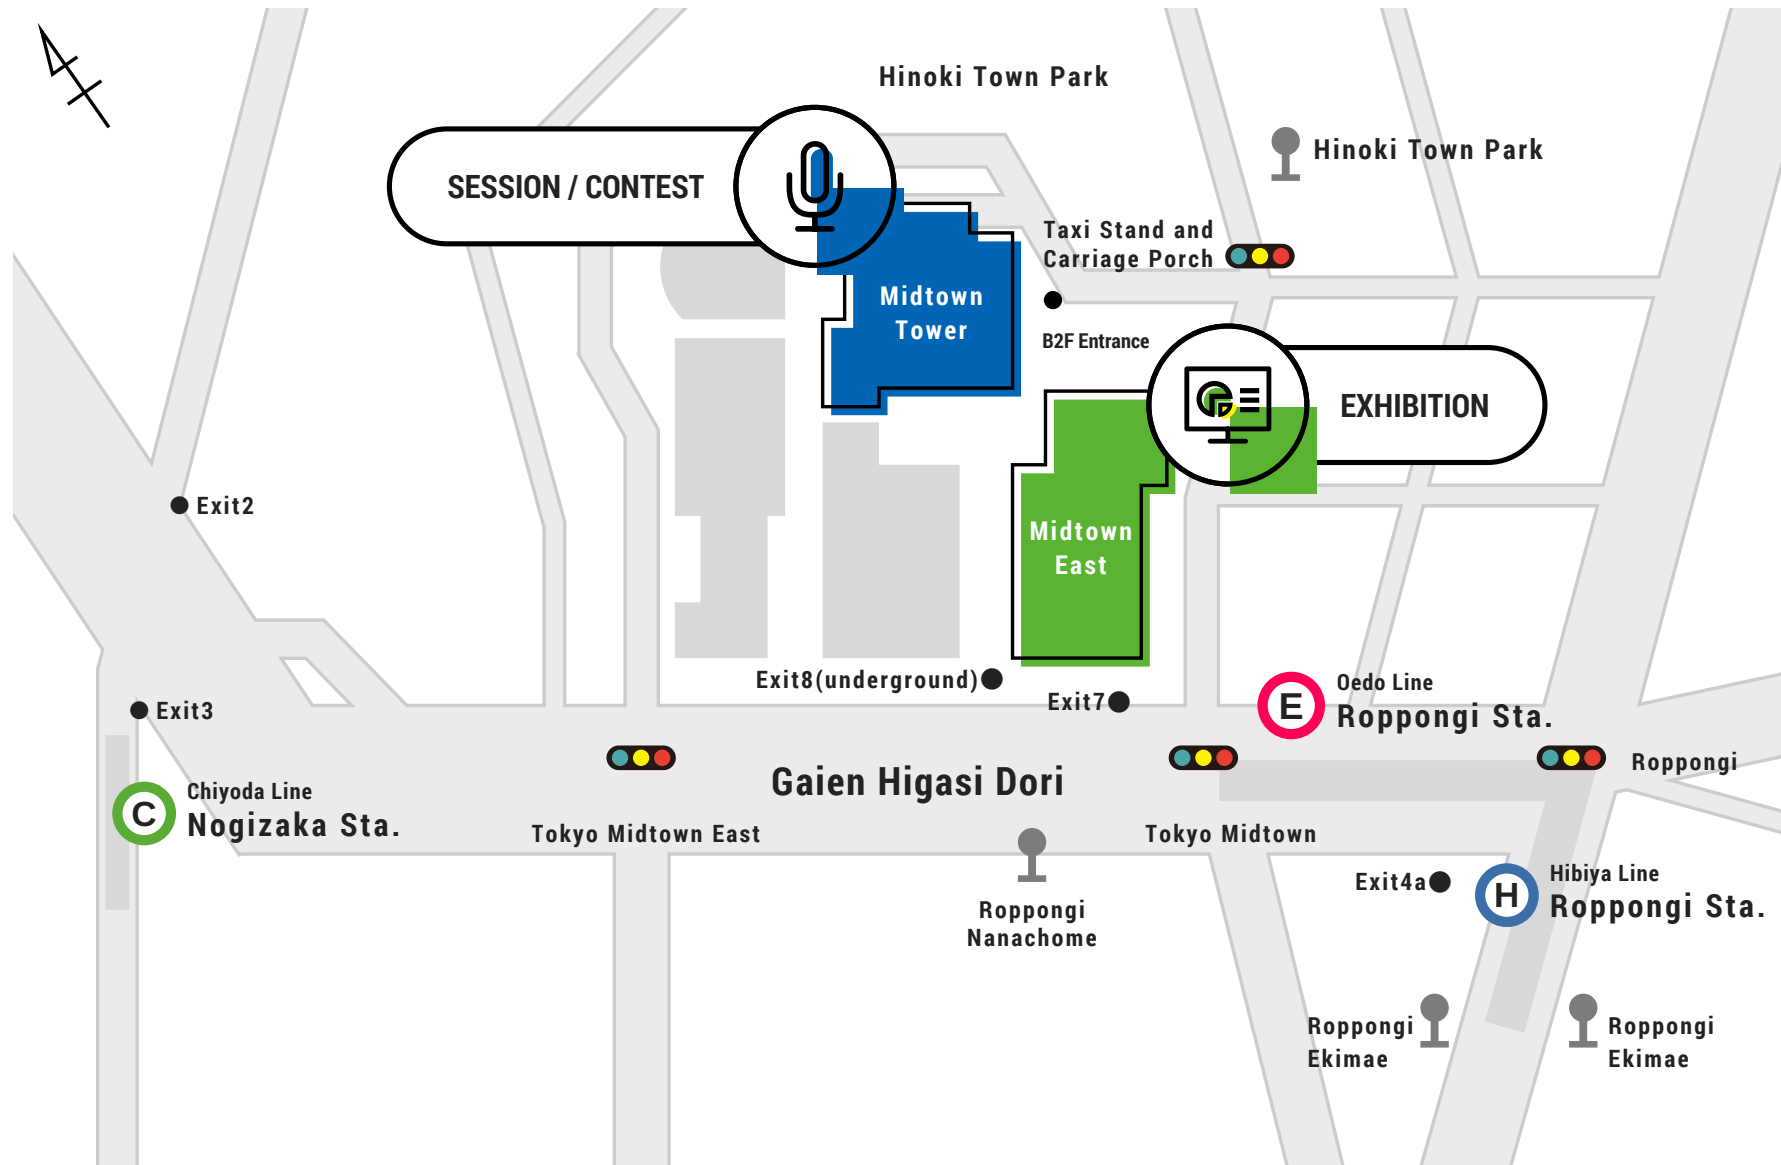 Hinoki Town Park
Hinoki Town Park
SESSION / CONTEST
Taxi Stand and
Carriage Porch
Midtown
Tower
B2F Entrance
EXHIBITION
Exit2
Midtown
East
Exit8(underground)
Exit7
E
Oedo Line
Roppongi Sta.
Exit3
Roppongi
Gaien Higasi Dori
C
Chiyoda Line
Nogizaka Sta.
Tokyo Midtown East
Tokyo Midtown
Exit4a
H
Hibiya Line
Roppongi Sta.
Roppongi
Nanachome
Roppongi
Ekimae
Roppongi
Ekimae